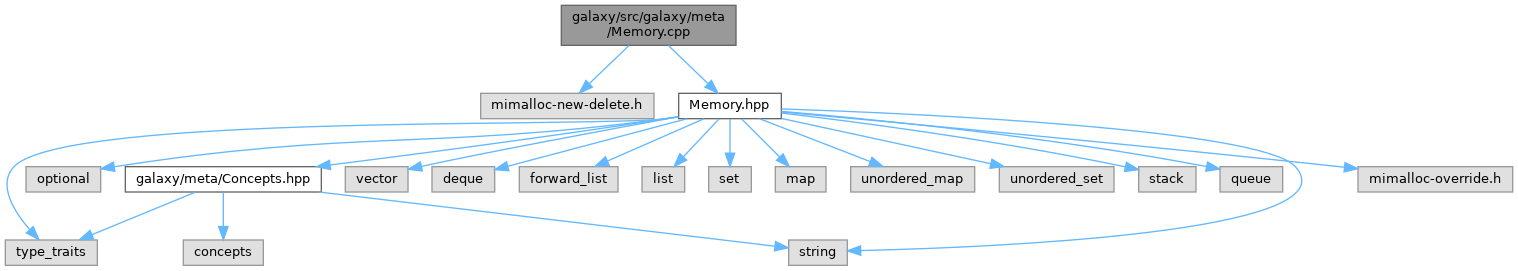 galaxy/src/galaxy/meta
/Memory.cpp
mimalloc-new-delete.h
Memory.hpp
optional
galaxy/meta/Concepts.hpp
vector
deque
forward_list
list
set
map
unordered_map
unordered_set
stack
queue
mimalloc-override.h
type_traits
concepts
string